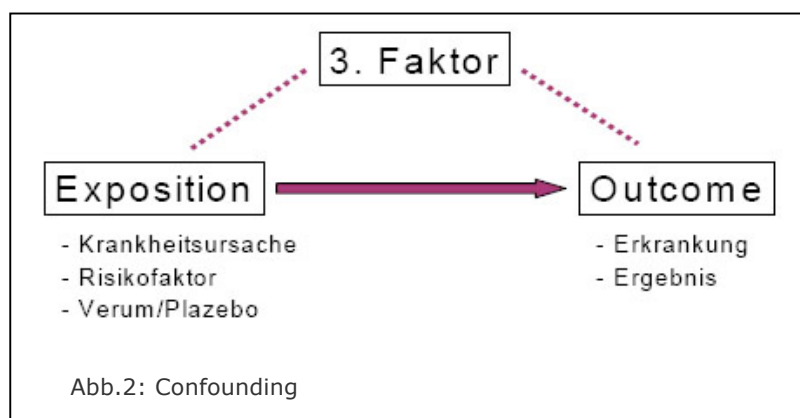 3. Faktor
Exposition
Outcome
- Krankheitsursache
- Risikofaktor
- Verum/Plazebo
- Erkrankung
- Ergebnis
Abb.2: Confounding